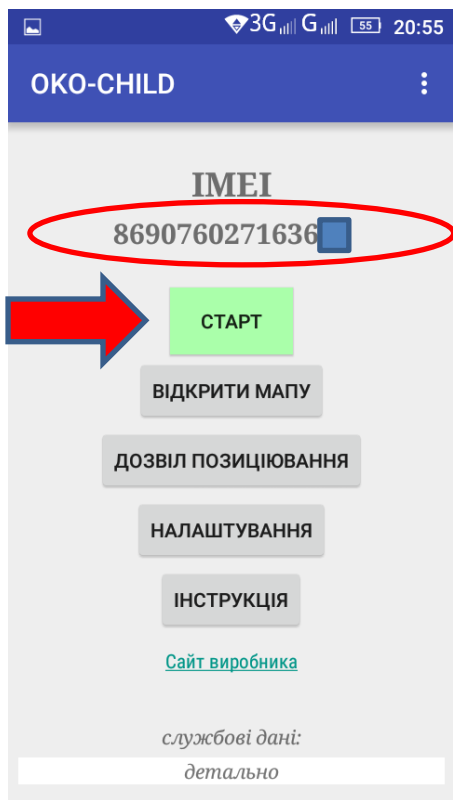 3G G 55 20:55
OKO-CHILD
IMEI
8690760271636
СТАРТ
ВІДКРИТИ МАПУ
ДОЗВІЛ ПОЗИЦІЮВАННЯ
НАЛАШТУВАННЯ
ІНСТРУКЦІЯ
Сайт виробника
службові дані:
детально